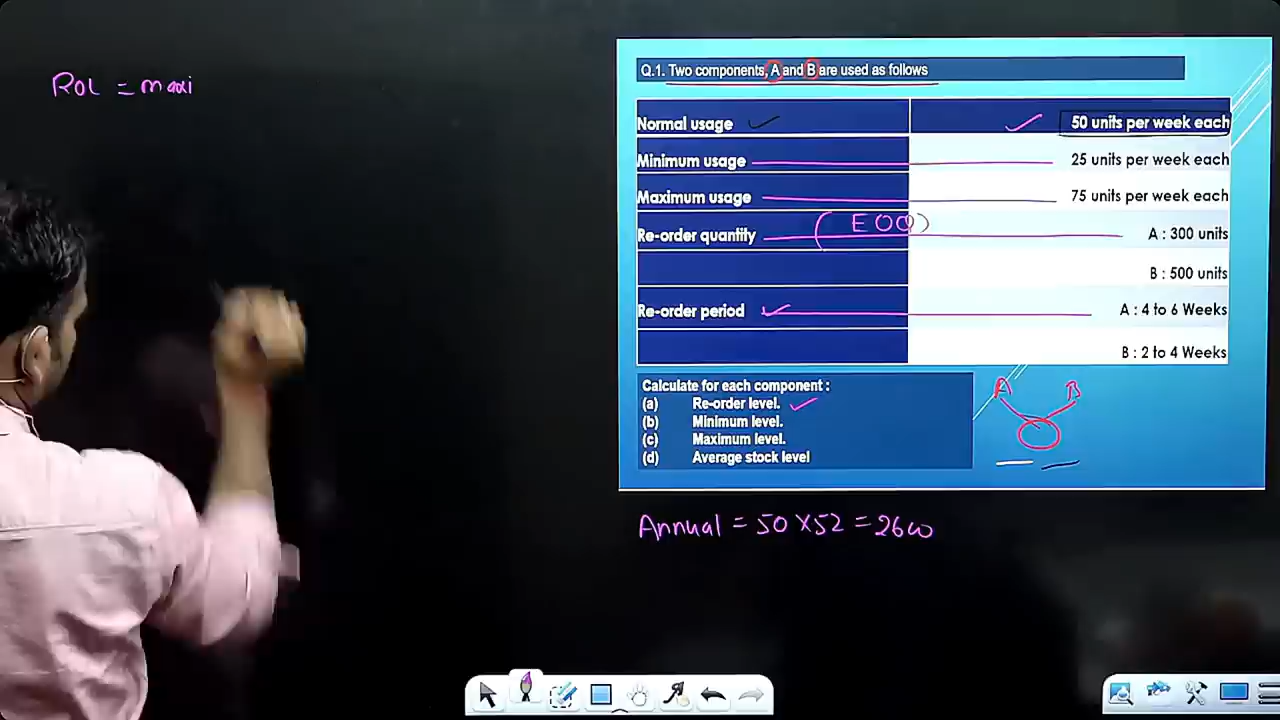 ROL = maxi
Q.1. Two components, A and B are used as follows
Normal usage 50 units per week each
Minimum usage 25 units per week each
Maximum usage 75 units per week each
(EOQ)
Re-order quantity A : 300 units
B : 500 units
Re-order period A : 4 to 6 Weeks
B : 2 to 4 Weeks
Calculate for each component :
(a) Re-order level.
(b) Minimum level.
(c) Maximum level.
(d) Average stock level
A B
Annual = 50 X 52 = 2600